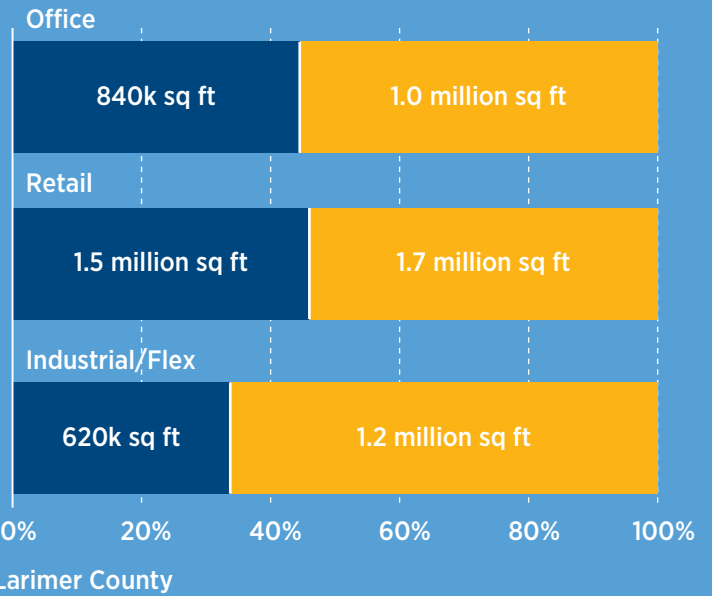 Office
840k sq ft 1.0 million sq ft
Retail
1.5 million sq ft 1.7 million sq ft
Industrial/Flex
620k sq ft 1.2 million sq ft
0% 20% 40% 60% 80% 100%
Larimer County